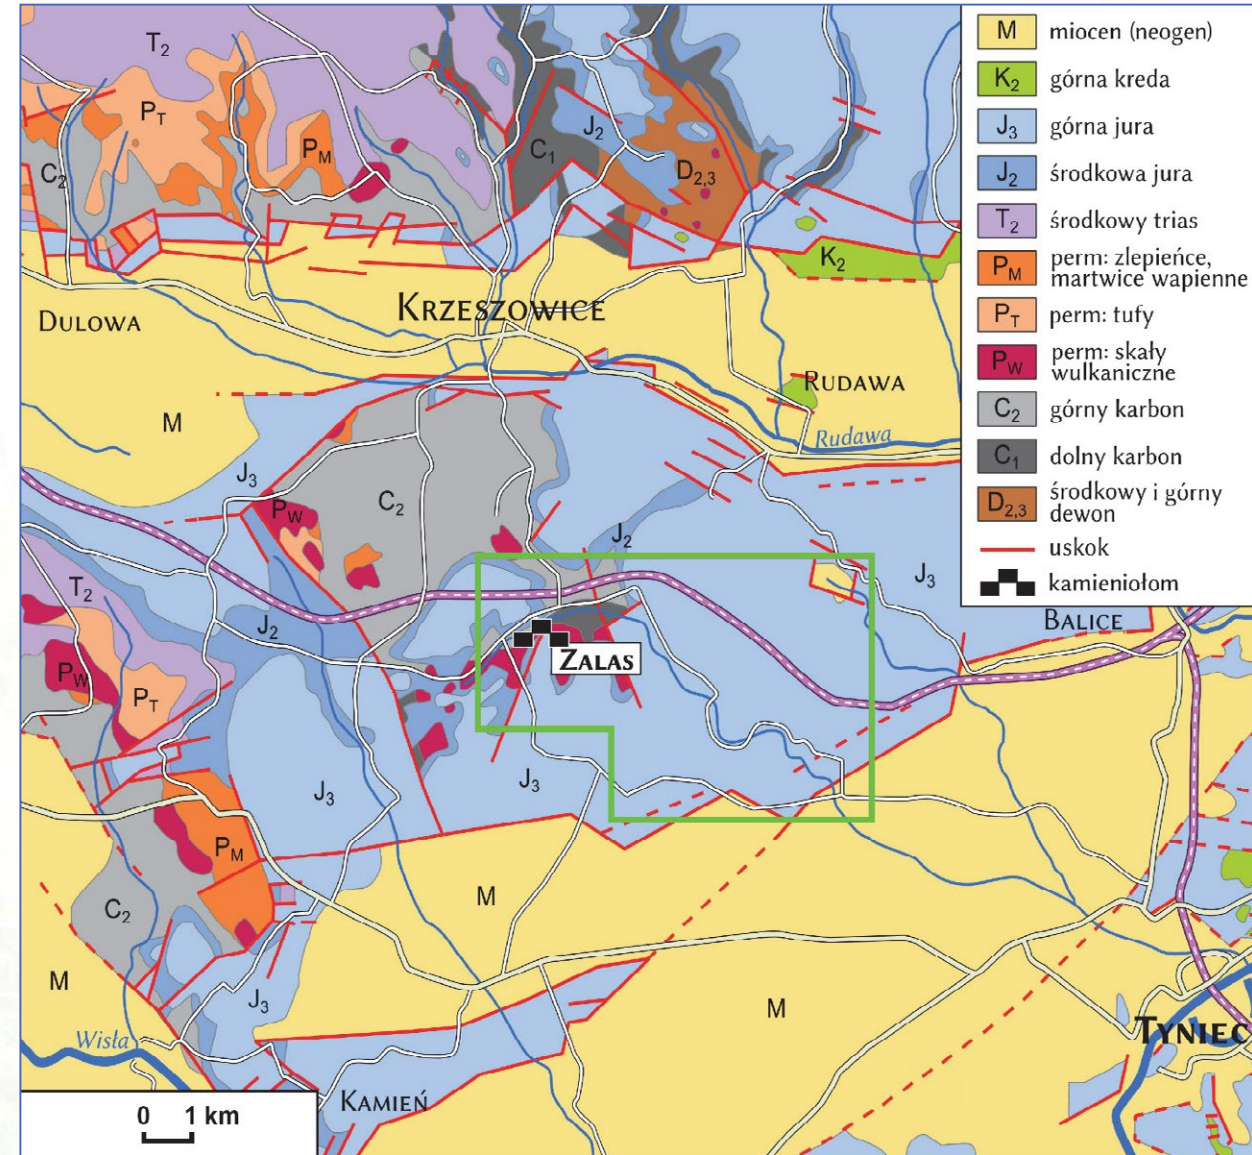 M miocen (neogen)
K2 górna kreda
J3 górna jura
J2 środkowa jura
T2 środkowy trias
PM perm: zlepieńce,
martwice wapienne
PT perm: tufy
PW perm: skały
wulkaniczne
C2 górny karbon
C1 dolny karbon
D2,3 środkowy i górny
dewon
uskok
kamieniołom
T2
PT
PM
C2
C1
J2
D2,3
K2
DULOWA
KRZESZOWICE
M
RUDAWA
Rudawa
J3
C2
PW
J2
J3
T2
J2
BALICE
PW
PT
ZALAS
J3
J3
PM
M
C2
M
J3
M
Wisła
TYNIEC
KAMIEŃ
0 1 km